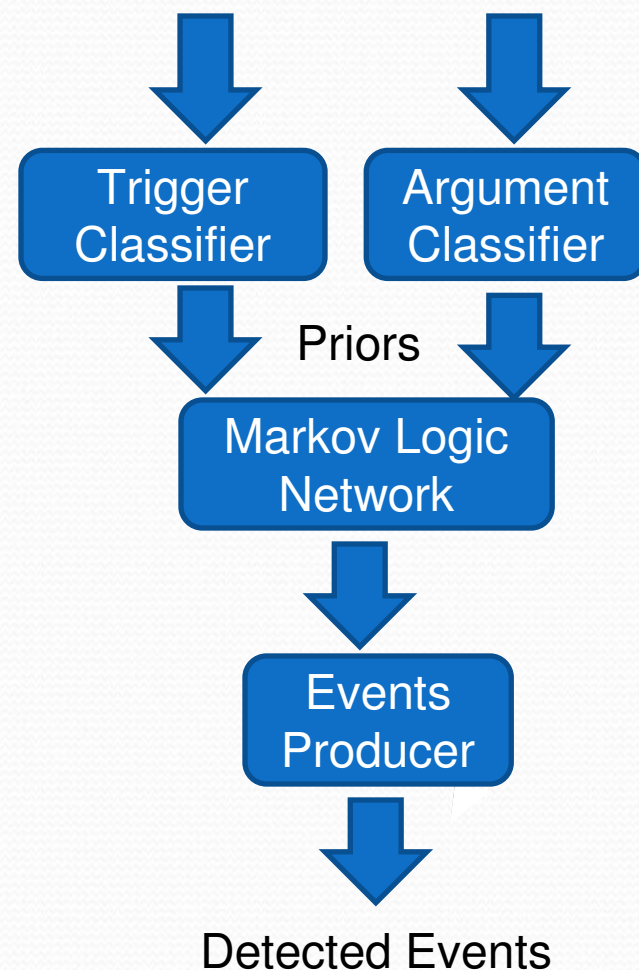 Trigger
Classifier
Argument
Classifier
Priors
Markov Logic
Network
Events
Producer
Detected Events